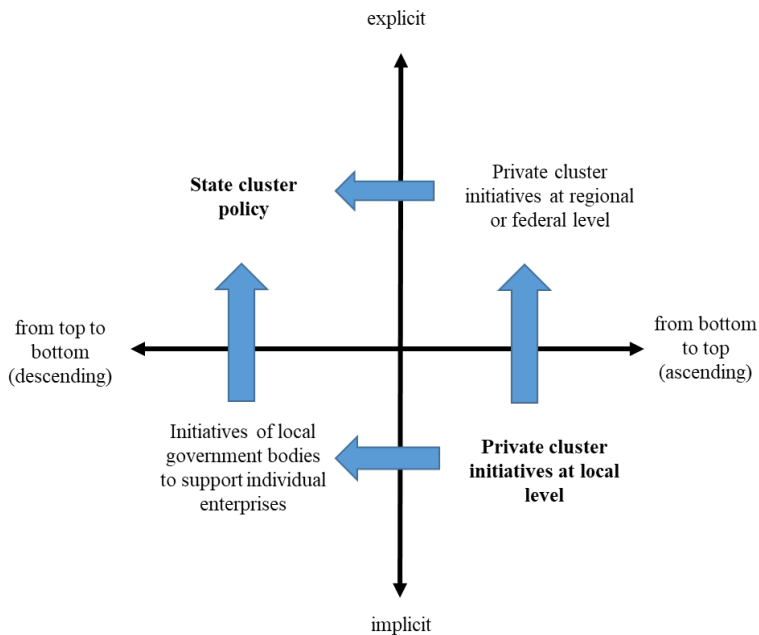 explicit
State cluster
policy
Private cluster
initiatives at regional
or federal level
from top to
bottom
(descending)
from bottom
to top
(ascending)
Initiatives of local
government bodies
to support individual
enterprises
Private cluster
initiatives at local
level
implicit